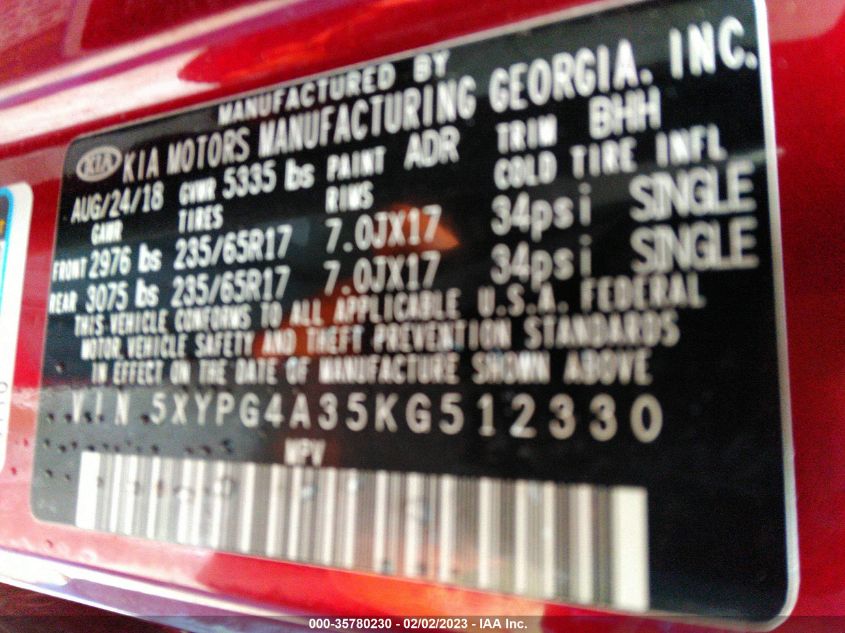 MANUFACTURED BY
KIA KIA MOTORS MANUFACTURING GEORGIA, INC.
AUG/24/18 GVWR 5335 lbs PAINT ADR TRIM BHH
GAWR TIRES RIMS COLD TIRE INFL
FRONT 2976 lbs 235/65R17 7.0JX17 34psi SINGLE
REAR 3075 lbs 235/65R17 7.0JX17 34psi SINGLE
THIS VEHICLE CONFORMS TO ALL APPLICABLE U.S.A. FEDERAL
MOTOR VEHICLE SAFETY AND THEFT PREVENTION STANDARDS
IN EFFECT ON THE DATE OF MANUFACTURE SHOWN ABOVE
VIN 5XYPG4A35KG512330
MPV
000-35780230 - 02/02/2023 - IAA Inc.